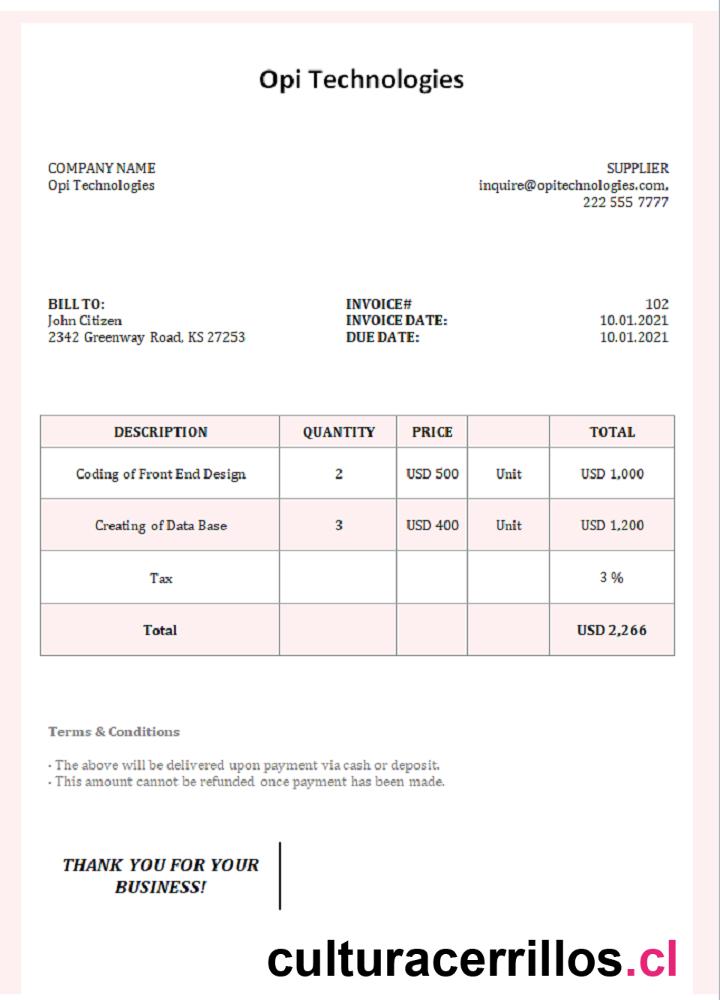 Opi Technologies
COMPANY NAME
Opi Technologies
SUPPLIER
inquire@opitechnologies.com,
222 555 7777
BILL TO:
John Citizen
2342 Greenway Road, KS 27253
INVOICE# 102
INVOICE DATE: 10.01.2021
DUE DATE: 10.01.2021
DESCRIPTION QUANTITY PRICE TOTAL
Coding of Front End Design 2 USD 500 Unit USD 1,000
Creating of Data Base 3 USD 400 Unit USD 1,200
Tax 3 %
Total USD 2,266
Terms & Conditions
· The above will be delivered upon payment via cash or deposit.
· This amount cannot be refunded once payment has been made.
THANK YOU FOR YOUR
BUSINESS!
culturacerrillos.cl